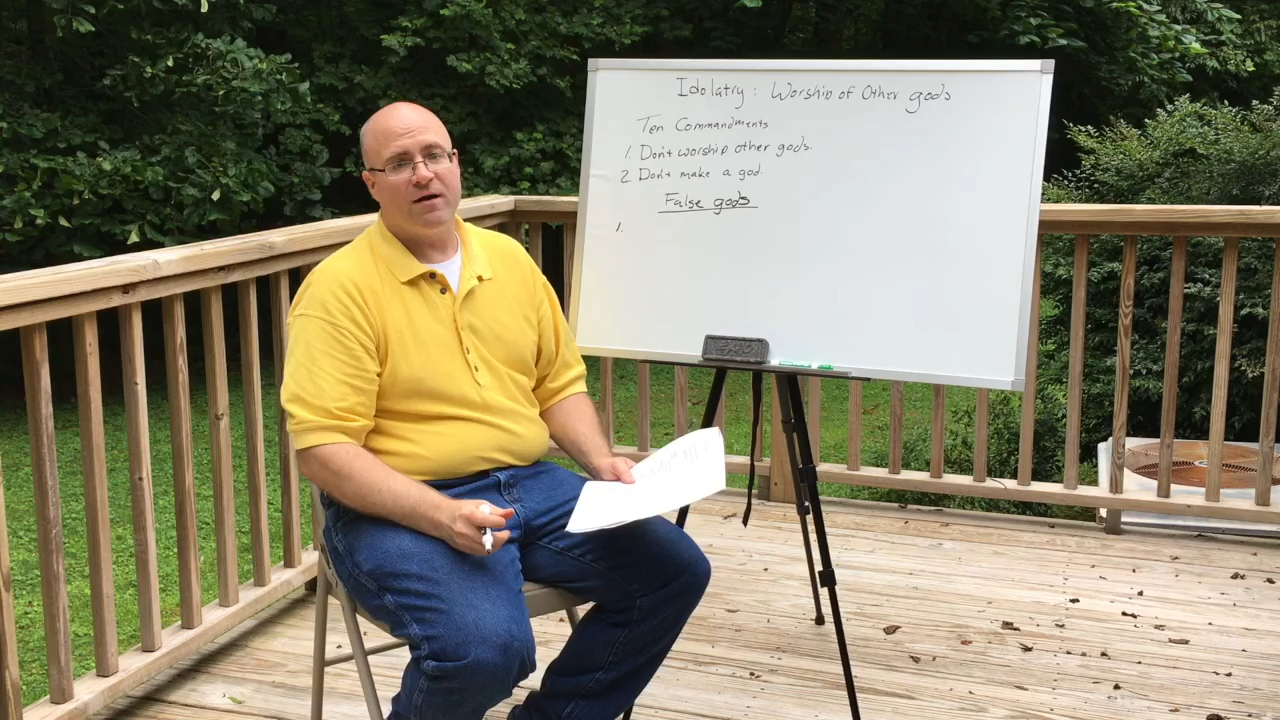 Idolatry : Worship of Other gods
Ten Commandments
1. Don't worship other gods.
2. Don't make a god.
False gods
1.